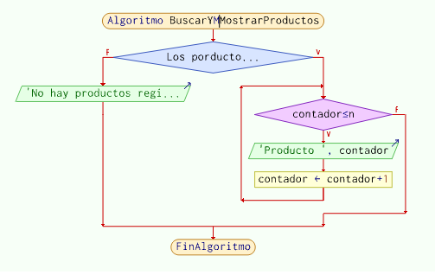 Algoritmo BuscarYMostrarProductos
F
V
Los porducto...
'No hay productos regi...
contador≤n
F
V
'Producto ', contador
contador ← contador+1
FinAlgoritmo